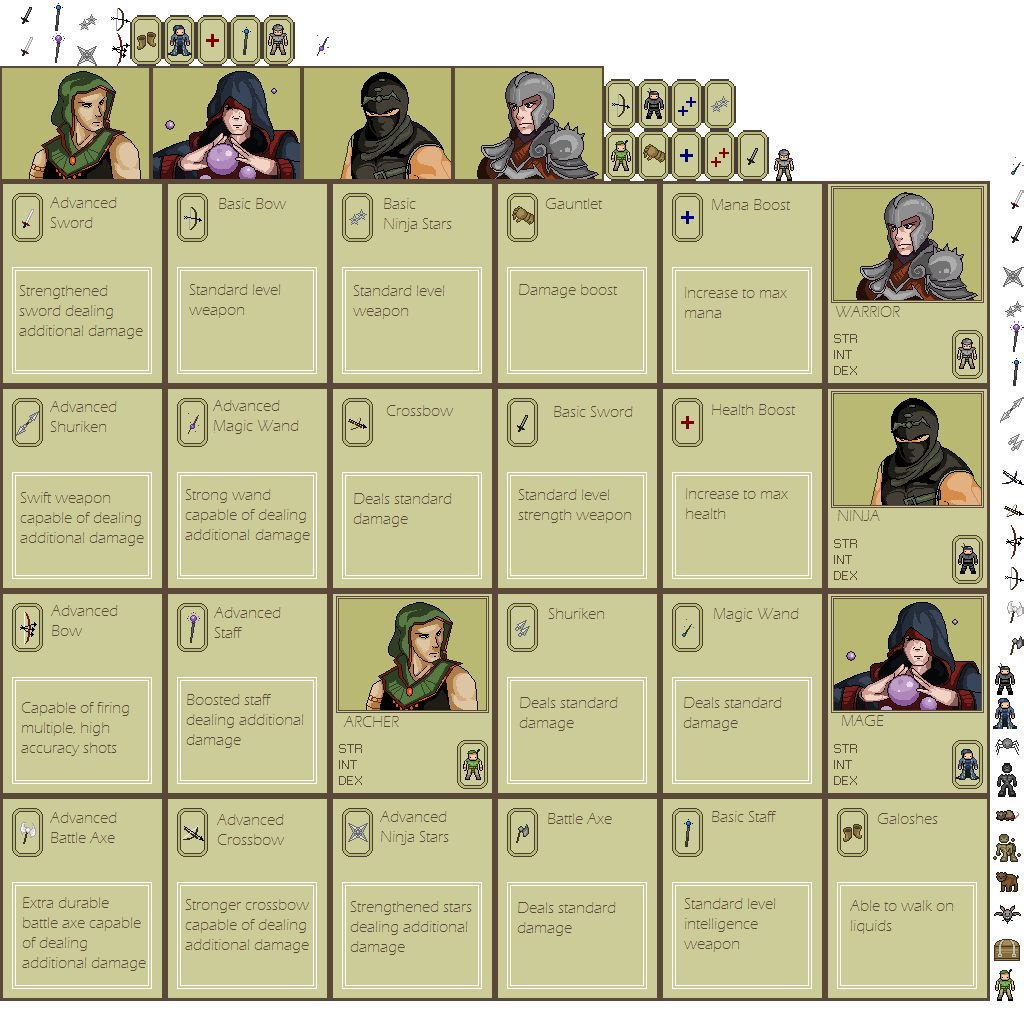 Advanced
Sword
Strengthened
sword dealing
additional damage
Basic Bow
Standard level
weapon
Basic
Ninja Stars
Standard level
weapon
Gauntlet
Damage boost
Mana Boost
Increase to max
mana
WARRIOR
STR
INT
DEX
Advanced
Shuriken
Swift weapon
capable of dealing
additional damage
Advanced
Magic Wand
Strong wand
capable of dealing
additional damage
Crossbow
Deals standard
damage
Basic Sword
Standard level
strength weapon
Health Boost
Increase to max
health
NINJA
STR
INT
DEX
Advanced
Bow
Capable of firing
multiple, high
accuracy shots
Advanced
Staff
Boosted staff
dealing additional
damage
ARCHER
STR
INT
DEX
Shuriken
Deals standard
damage
Magic Wand
Deals standard
damage
MAGE
STR
INT
DEX
Advanced
Battle Axe
Extra durable
battle axe capable
of dealing
additional damage
Advanced
Crossbow
Stronger crossbow
capable of dealing
additional damage
Advanced
Ninja Stars
Strengthened stars
dealing additional
damage
Battle Axe
Deals standard
damage
Basic Staff
Standard level
intelligence
weapon
Galoshes
Able to walk on
liquids